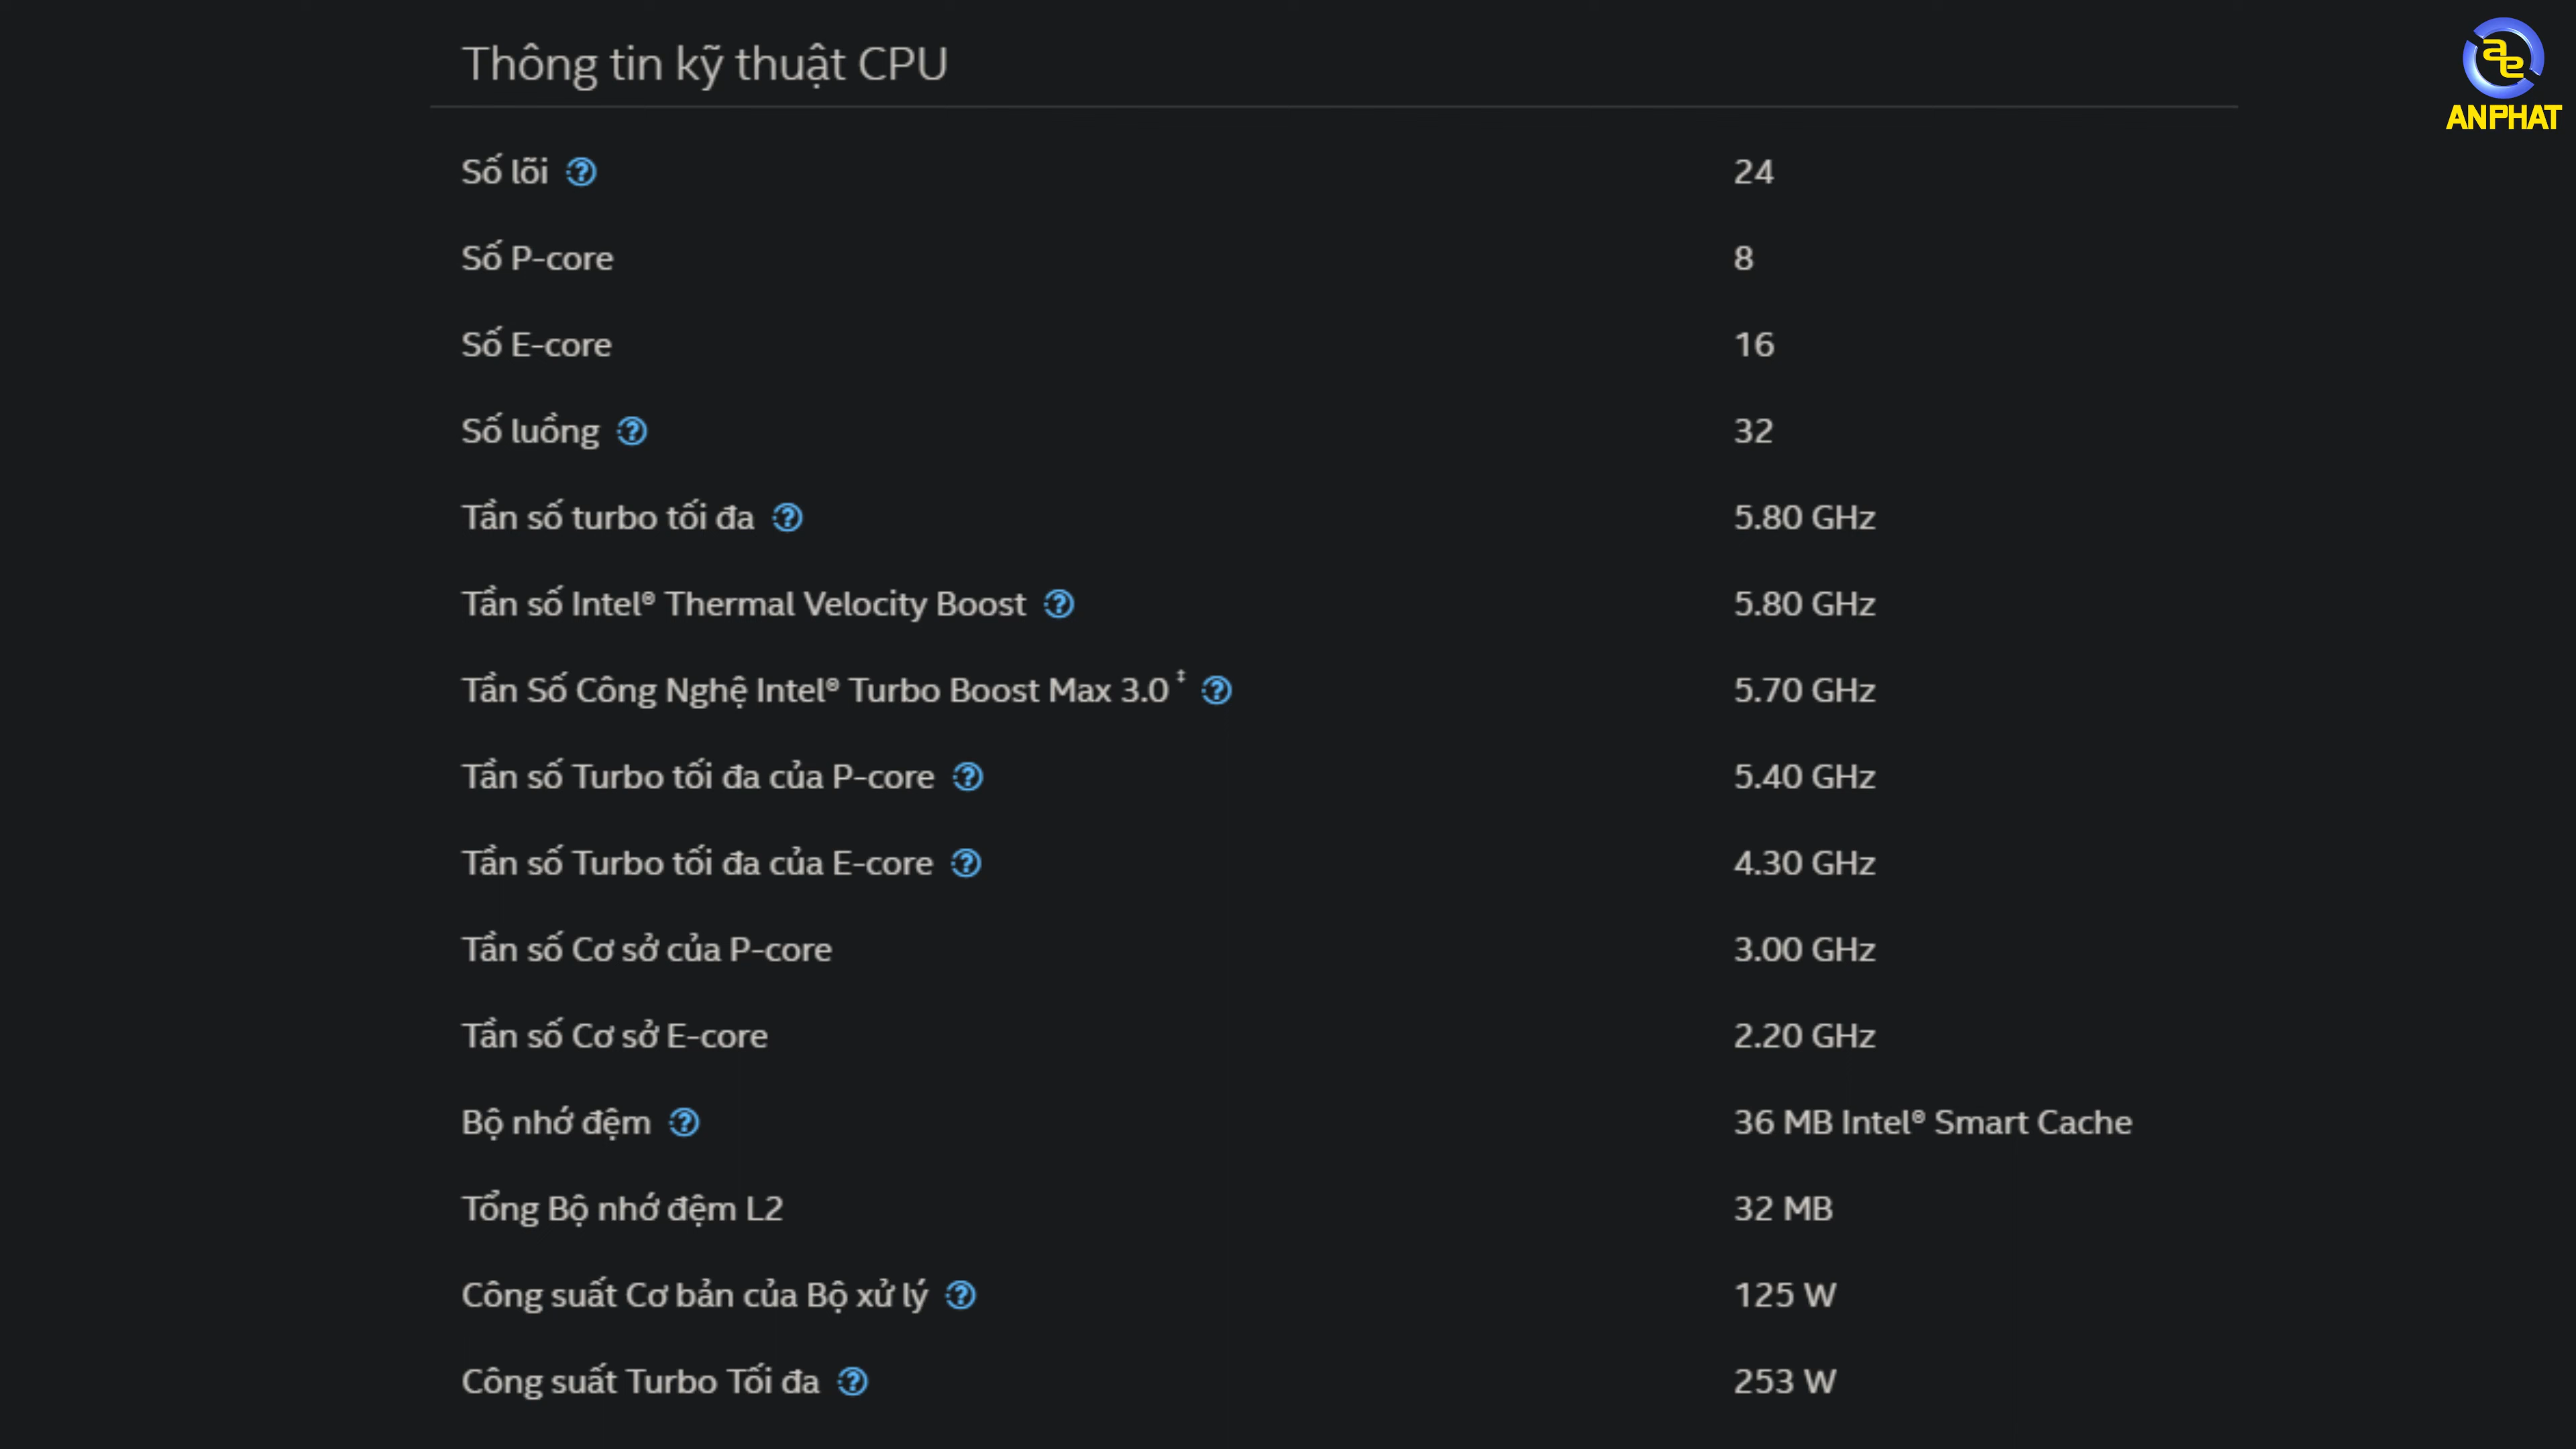 Thông tin kỹ thuật CPU
ae
ANPHAT
Số lõi 24
Số P-core 8
Số E-core 16
Số luồng 32
Tần số turbo tối đa 5.80 GHz
Tần số Intel® Thermal Velocity Boost 5.80 GHz
Tần Số Công Nghệ Intel® Turbo Boost Max 3.0 ‡ 5.70 GHz
Tần số Turbo tối đa của P-core 5.40 GHz
Tần số Turbo tối đa của E-core 4.30 GHz
Tần số Cơ sở của P-core 3.00 GHz
Tần số Cơ sở E-core 2.20 GHz
Bộ nhớ đệm 36 MB Intel® Smart Cache
Tổng Bộ nhớ đệm L2 32 MB
Công suất Cơ bản của Bộ xử lý 125 W
Công suất Turbo Tối đa 253 W